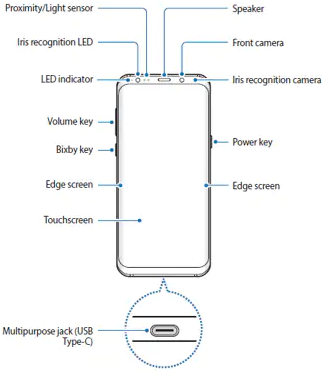 Proximity/Light sensor
Speaker
Iris recognition LED
Front camera
LED indicator
Iris recognition camera
Volume key
Power key
Bixby key
Edge screen
Edge screen
Touchscreen
Multipurpose jack (USB
Type-C)